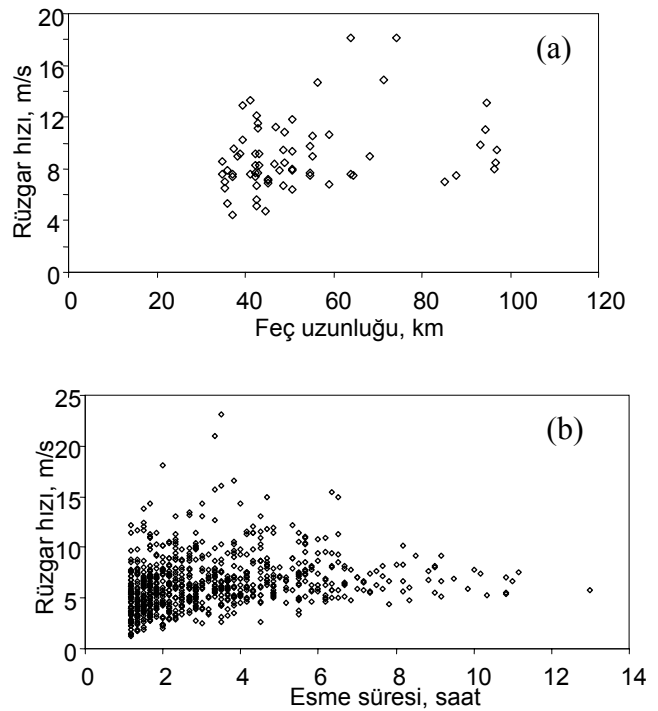 20
16
12
8
4
0
Rüzgar hızı, m/s
(a)
0 20 40 60 80 100 120
Feç uzunluğu, km
25
20
15
10
5
0
Rüzgar hızı, m/s
(b)
0 2 4 6 8 10 12 14
Esme süresi, saat